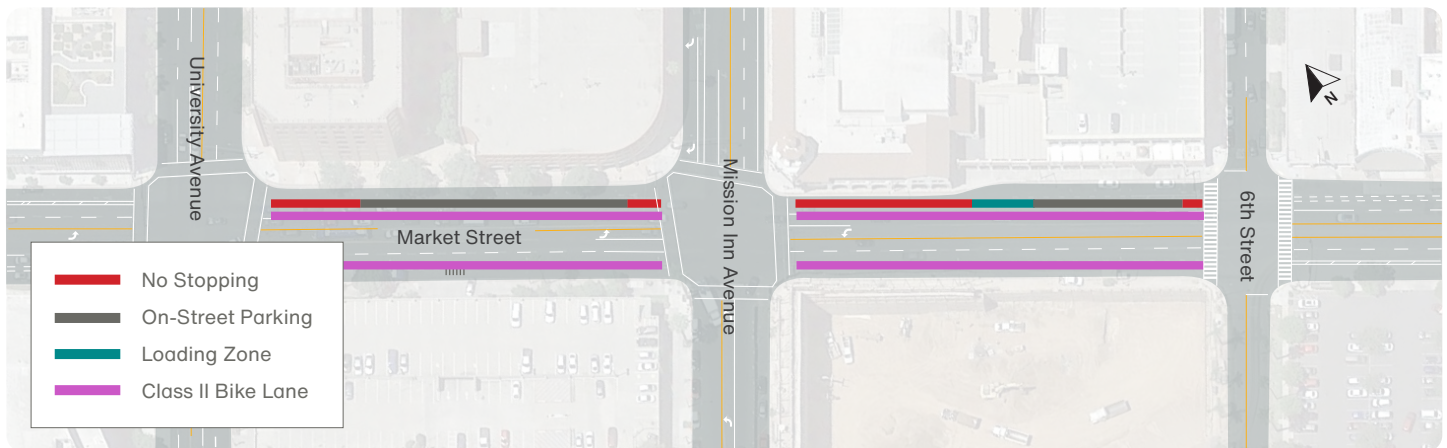 University Avenue
Mission Inn Avenue
6th Street
Market Street
N
No Stopping
On-Street Parking
Loading Zone
Class II Bike Lane